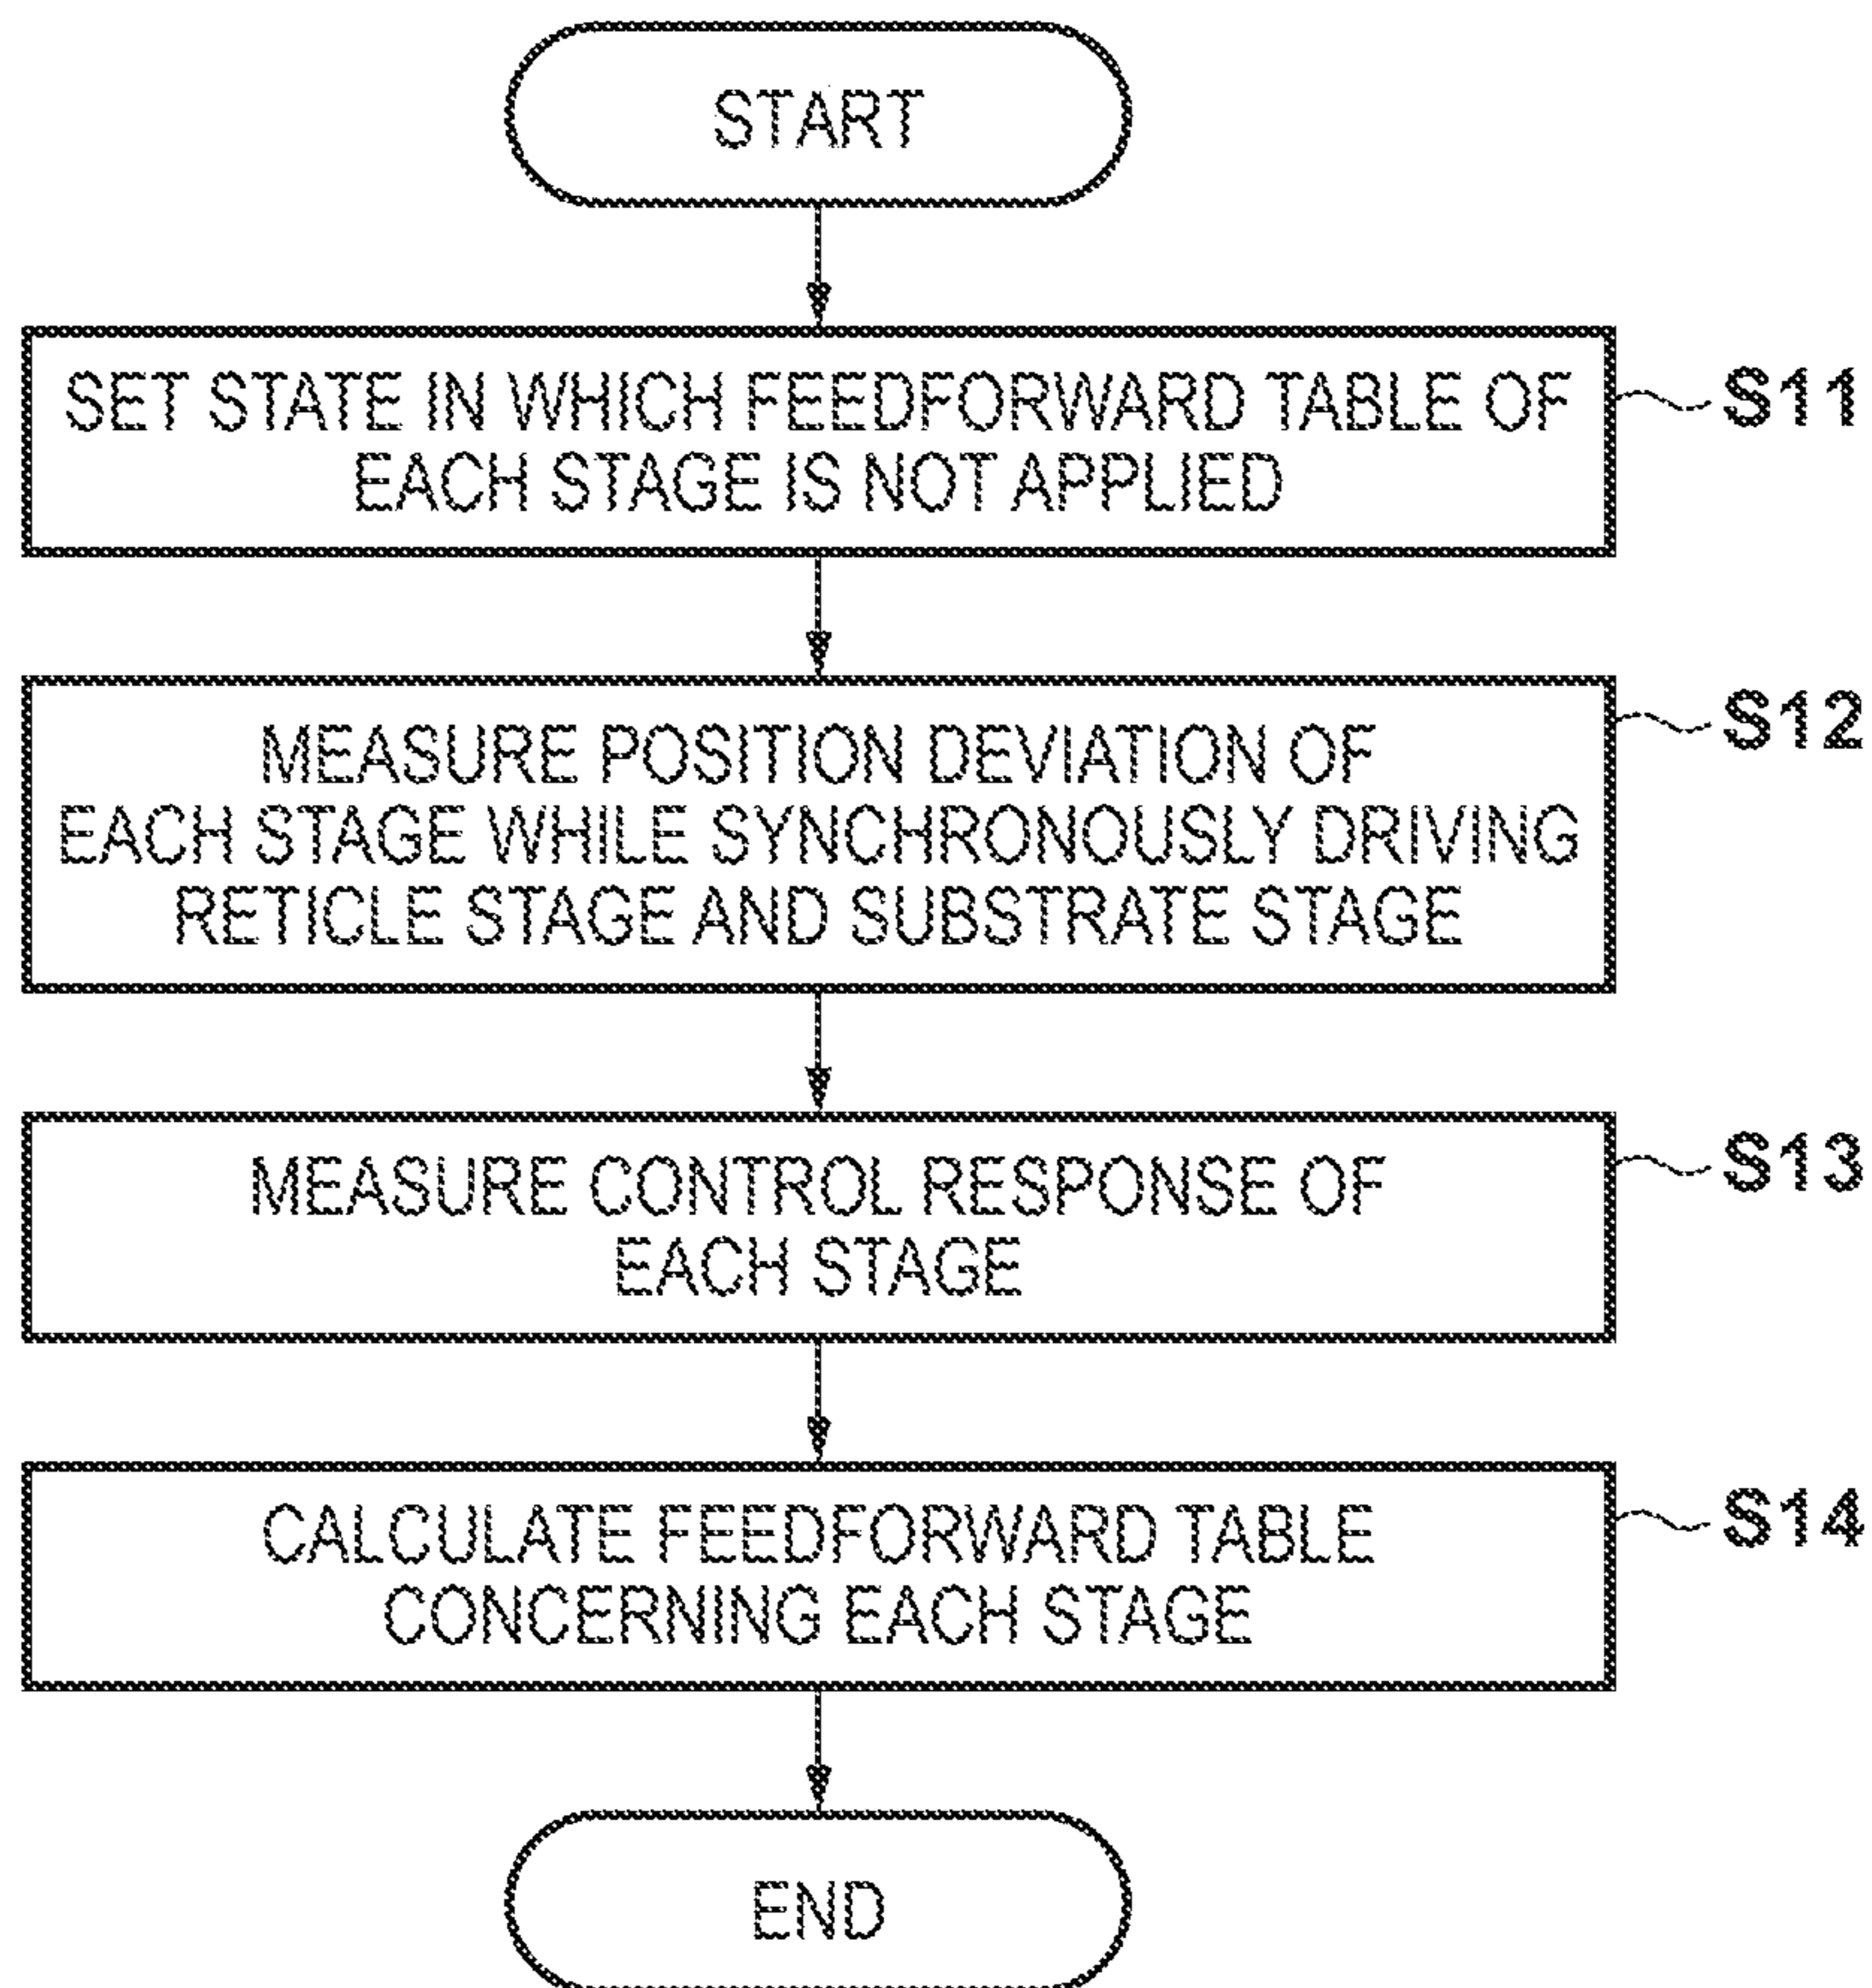 START
SET STATE IN WHICH FEEDFORWARD TABLE OF
EACH STAGE IS NOT APPLIED
S11
MEASURE POSITION DEVIATION OF
EACH STAGE WHILE SYNCHRONOUSLY DRIVING
RETICLE STAGE AND SUBSTRATE STAGE
S12
MEASURE CONTROL RESPONSE OF
EACH STAGE
S13
CALCULATE FEEDFORWARD TABLE
CONCERNING EACH STAGE
S14
END